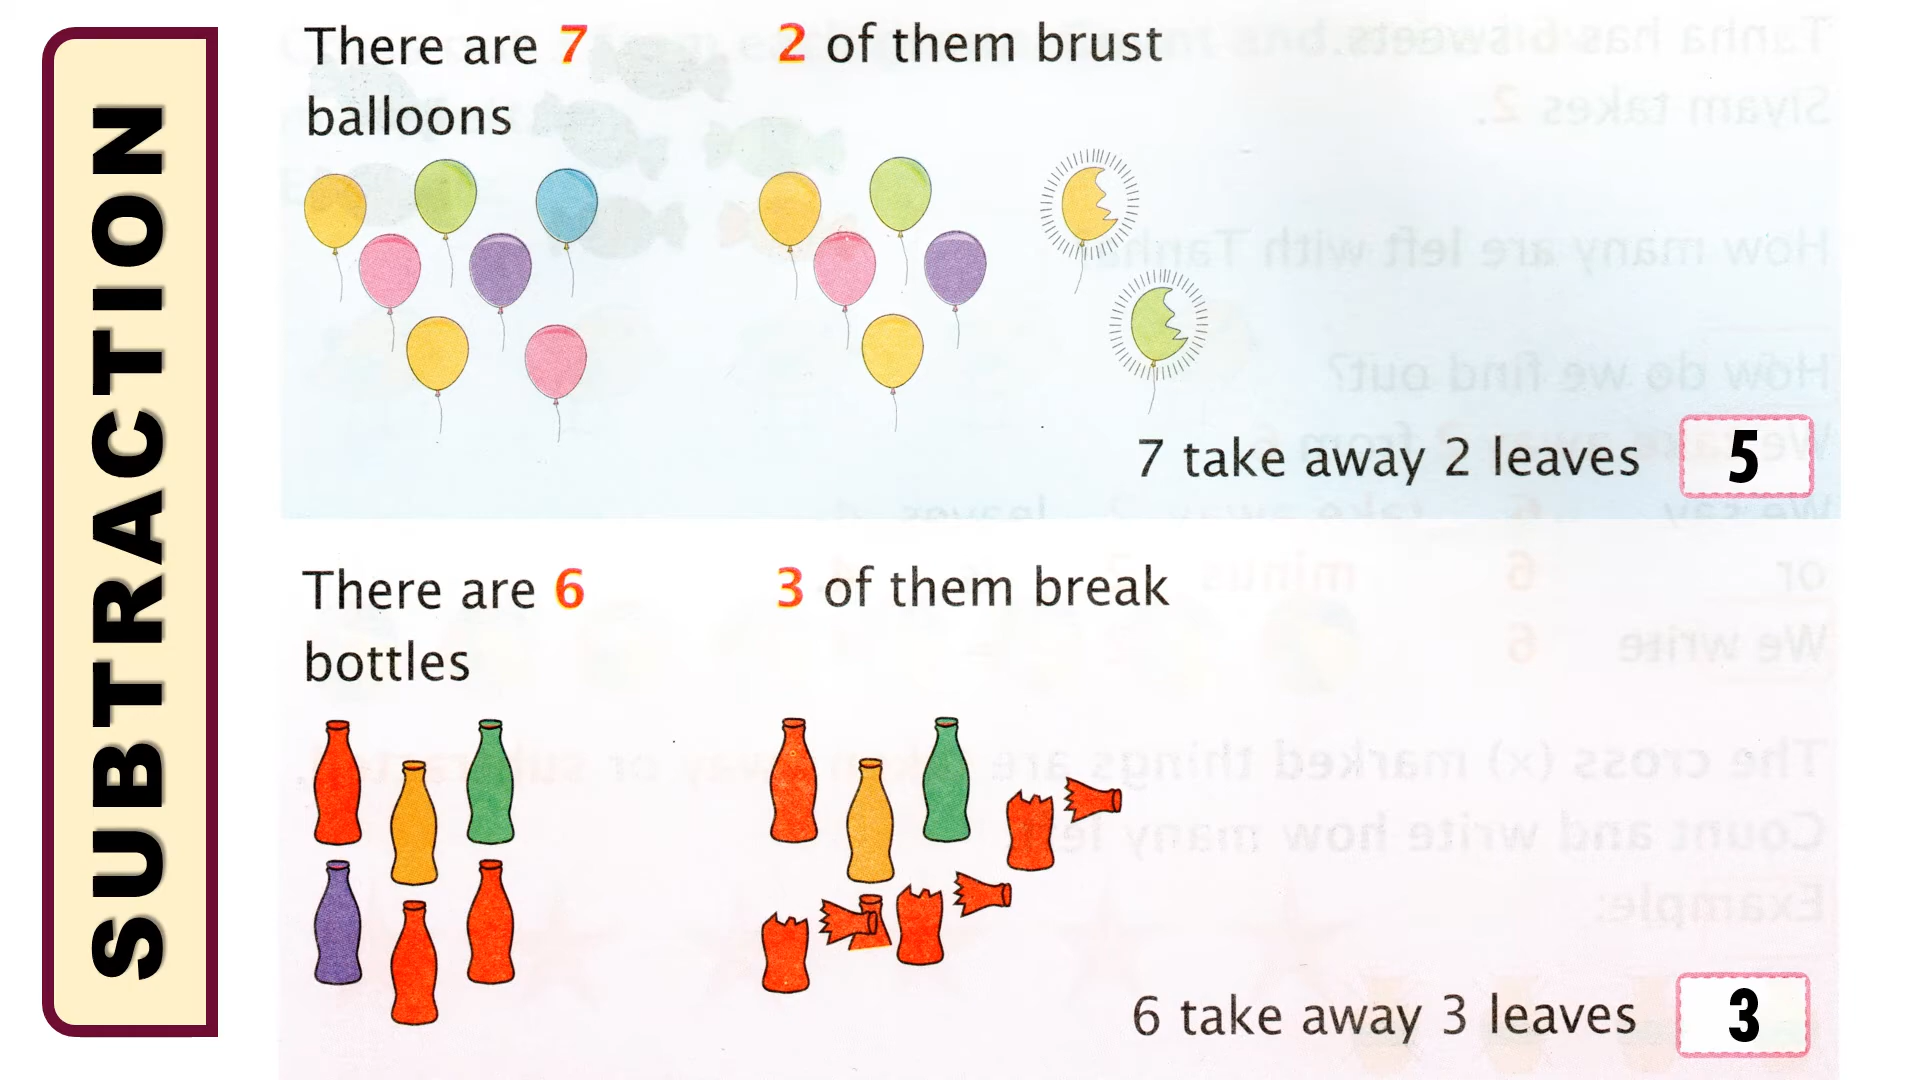 SUBTRACTION
There are 7
balloons
2 of them brust
7 take away 2 leaves 5
There are 6
bottles
3 of them break
6 take away 3 leaves 3